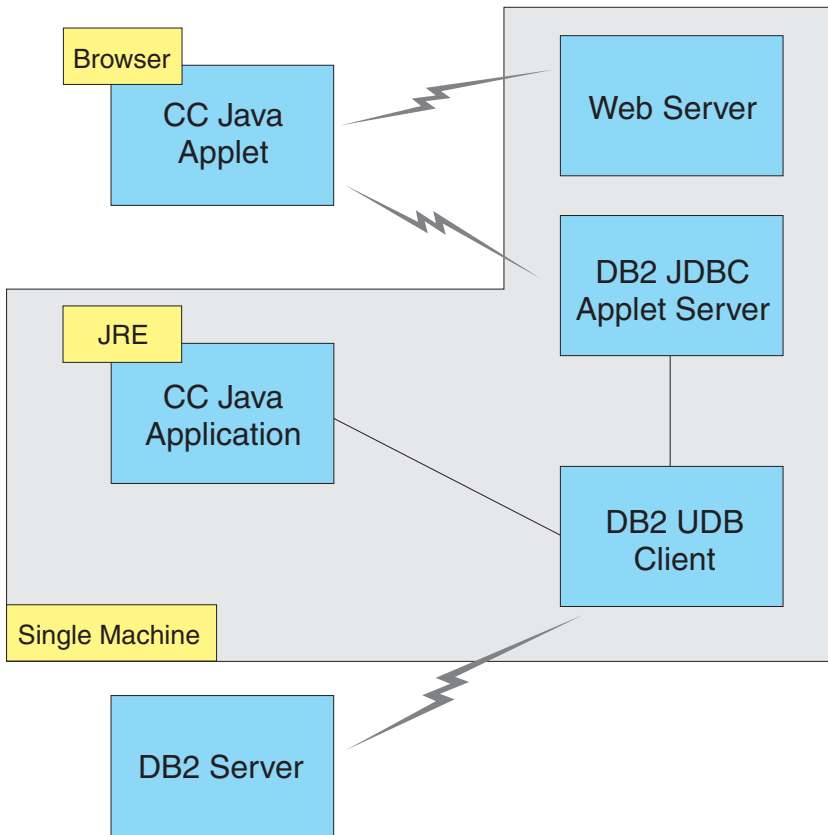 Browser
CC Java
Applet
Web Server
DB2 JDBC
Applet Server
JRE
CC Java
Application
DB2 UDB
Client
Single Machine
DB2 Server